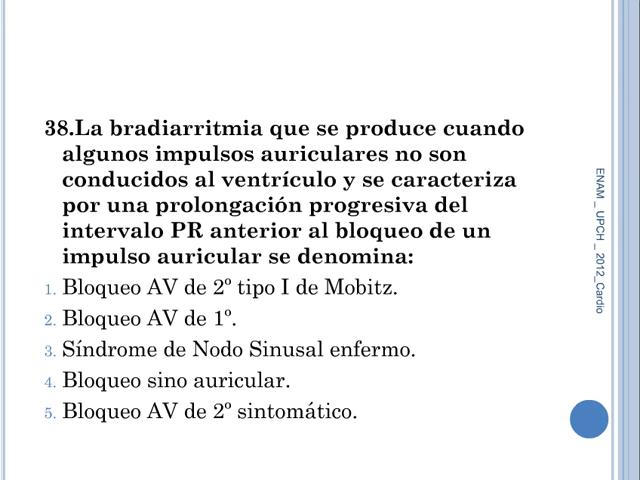 38.La bradiarritmia que se produce cuando
algunos impulsos auriculares no son
conducidos al ventrículo y se caracteriza
por una prolongación progresiva del
intervalo PR anterior al bloqueo de un
impulso auricular se denomina:
1. Bloqueo AV de 2º tipo I de Mobitz.
2. Bloqueo AV de 1º.
3. Síndrome de Nodo Sinusal enfermo.
4. Bloqueo sino auricular.
5. Bloqueo AV de 2º sintomático.
ENAM _ UPCH _ 2012_Cardio